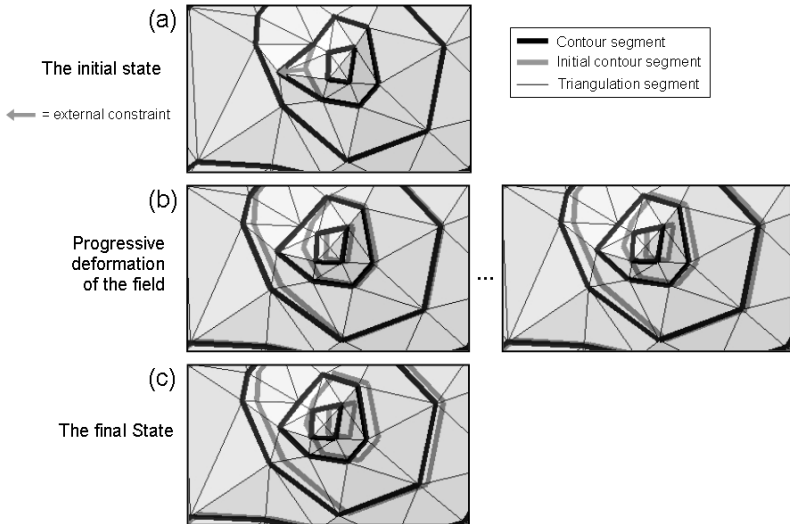 (a)
The initial state
= external constraint
Contour segment
Initial contour segment
Triangulation segment
(b)
Progressive
deformation
of the field
...
(c)
The final State